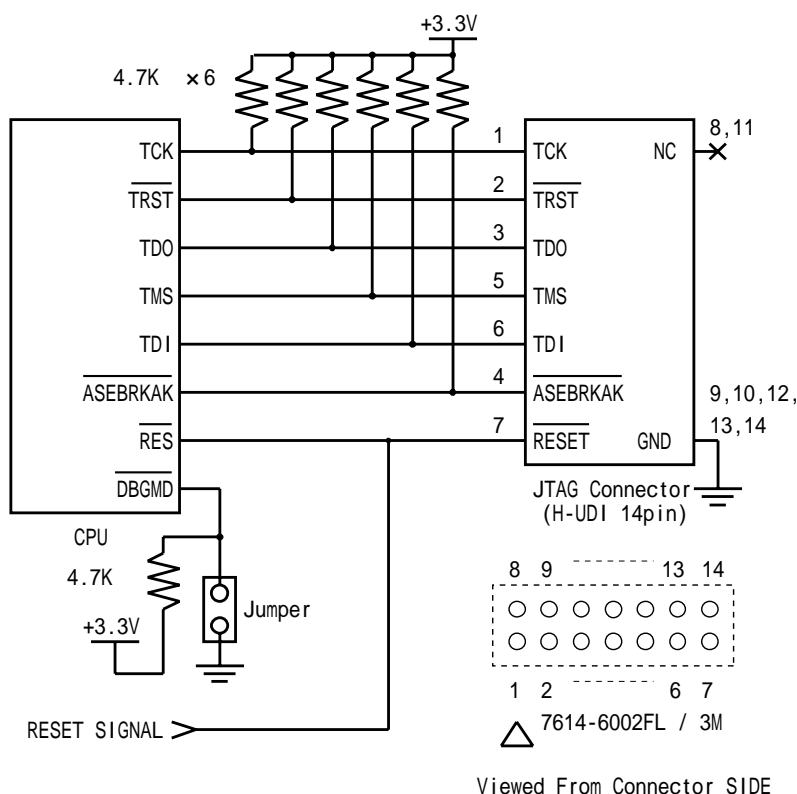 +3.3V
4.7K ×6
TCK
TRST
TDO
TMS
TDI
ASEBRKAK
RES
DBGMD
CPU
1
2
3
5
6
4
7
TCK
TRST
TDO
TMS
TDI
ASEBRKAK
RESET
NC
GND
8,11
9,10,12,
13,14
JTAG Connector
(H-UDI 14pin)
4.7K
+3.3V
Jumper
RESET SIGNAL
8 9 13 14
1 2 6 7
7614-6002FL / 3M
Viewed From Connector SIDE